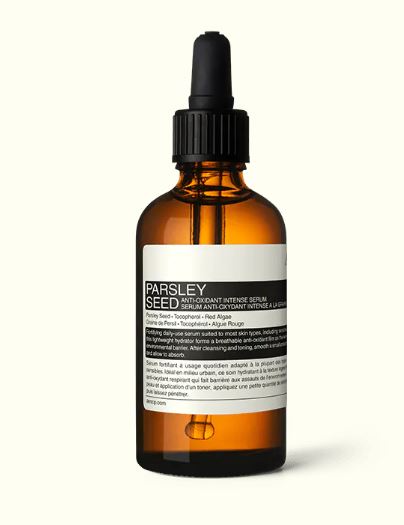 PARSLEY
SEED ANTI-OXIDANT INTENSE SERUM
SERUM ANTI-OXYDANT INTENSE A LA
Parsley Seed • Tocopherol • Red Algae
Graine de Persil • Tocophérol • Algue Rouge
Fortifying daily-use serum suited to most skin types, including
this lightweight hydrator forms a breathable anti-oxidant film on
environmental barrier. After cleansing and toning, smooth a small
and allow to absorb.
Sérum fortifiant à usage quotidien adapté à la plupart des
sensibles. Idéal en milieu urbain, ce soin hydratant à la texture
anti-oxydant respirant qui fait barrière aux assauts de
peau et application d'un toner, appliquez une petite quantité de
puis laissez pénétrer.
aesop.com